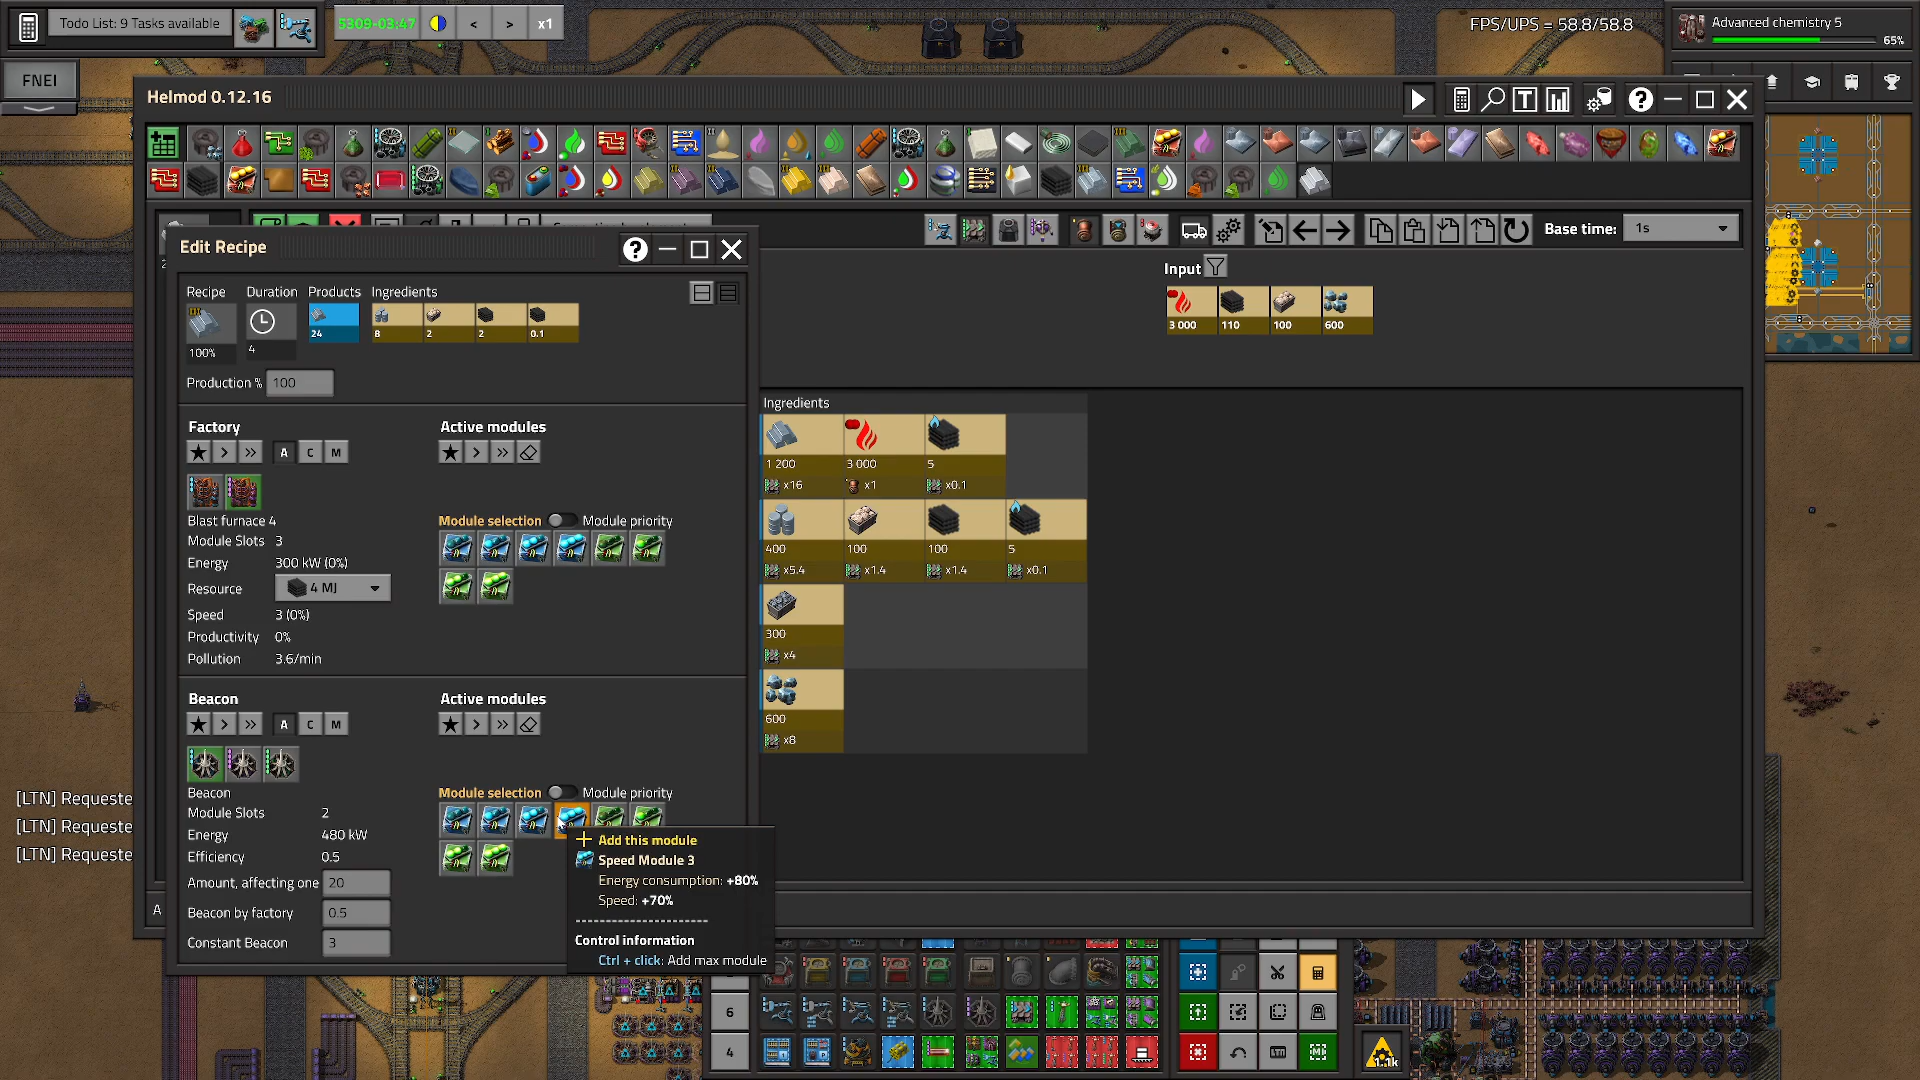 Todo List: 9 Tasks available
5309-03:47
<
>
x1
FPS/UPS = 58.8/58.8
Advanced chemistry 5
65%
FNEI
Helmod 0.12.16
Base time:
1s
Edit Recipe
Input
3 000
110
100
600
Recipe
Duration
Products
Ingredients
100%
4
24
8
2
2
0.1
Production %
100
Factory
A
C
M
Active modules
Blast furnace 4
Module Slots
3
Energy
300 kW (0%)
Resource
4 MJ
Speed
3 (0%)
Productivity
0%
Pollution
3.6/min
Module selection
Module priority
Beacon
A
C
M
Active modules
Beacon
Module Slots
2
Energy
480 kW
Efficiency
0.5
Amount, affecting one
20
Beacon by factory
0.5
Constant Beacon
3
Module selection
Module priority
Add this module
Speed Module 3
Energy consumption: +80%
Speed: +70%
Control information
Ctrl + click: Add max module
Ingredients
1 200
3 000
5
x16
x1
x0.1
400
100
100
5
x5.4
x1.4
x1.4
x0.1
300
x4
600
x8
[LTN] Requeste
[LTN] Requeste
[LTN] Requeste
A
6
4
1.1k